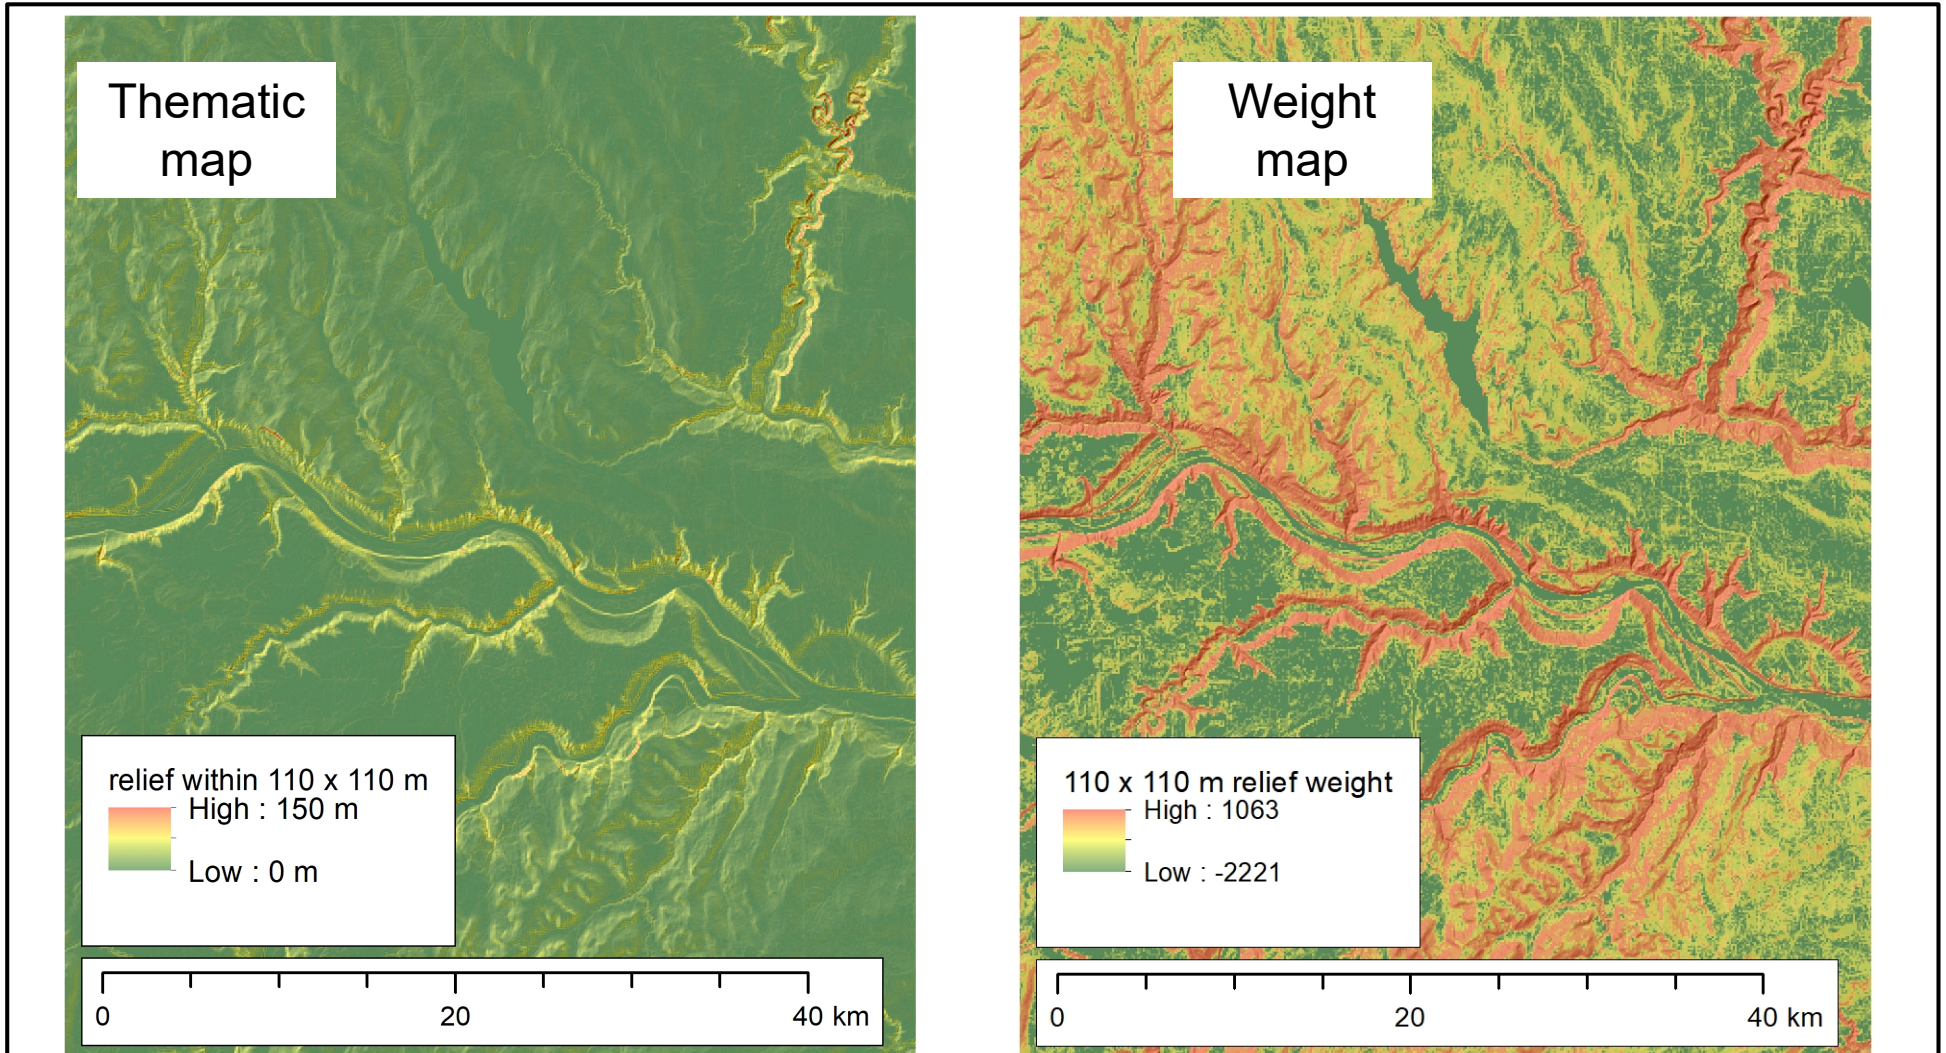 Thematic
map
relief within 110 x 110 m
High : 150 m
Low : 0 m
0
20
40 km
Weight
map
110 x 110 m relief weight
High : 1063
Low : -2221
0
20
40 km